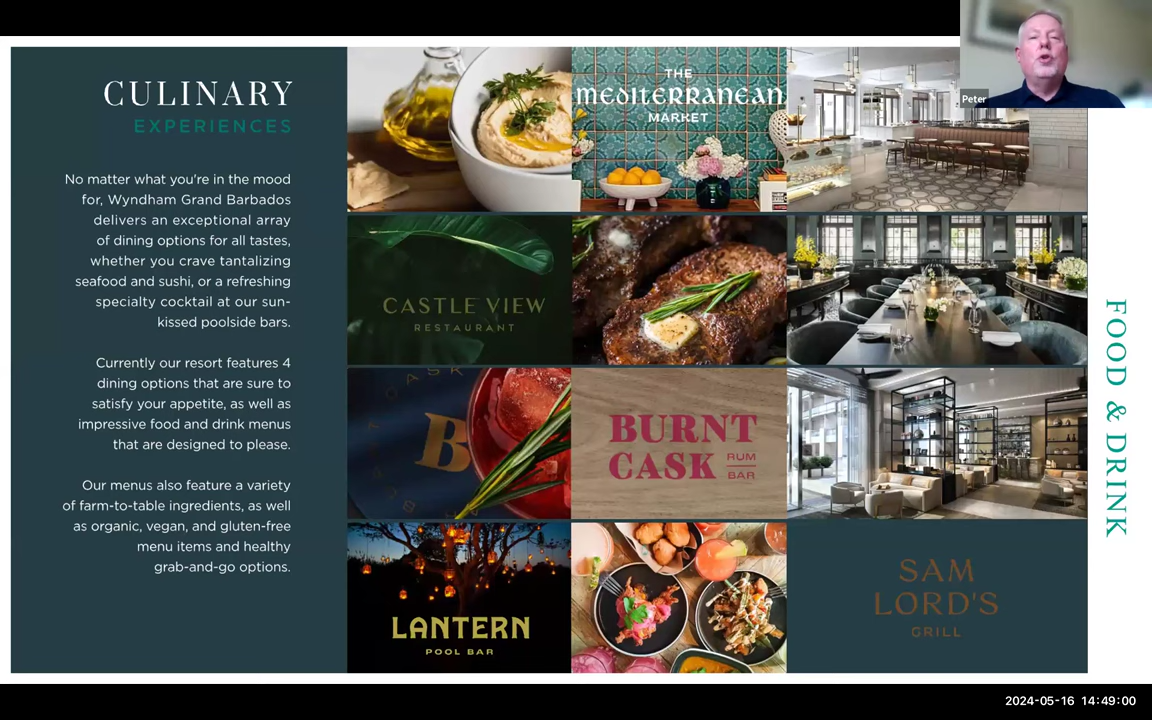 CULINARY
EXPERIENCES
No matter what you're in the mood
for, Wyndham Grand Barbados
delivers an exceptional array
of dining options for all tastes,
whether you crave tantalizing
seafood and sushi, or a refreshing
specialty cocktail at our sun-
kissed poolside bars.
Currently our resort features 4
dining options that are sure to
satisfy your appetite, as well as
impressive food and drink menus
that are designed to please.
Our menus also feature a variety
of farm-to-table ingredients, as well
as organic, vegan, and gluten-free
menu items and healthy
grab-and-go options.
THE
mediterranean
MARKET
CASTLE VIEW
RESTAURANT
B
BURNT
CASK
RUM
BAR
LANTERN
POOL BAR
SAM
LORD'S
GRILL
FOOD & DRINK
Peter
2024-05-16 14:49:00